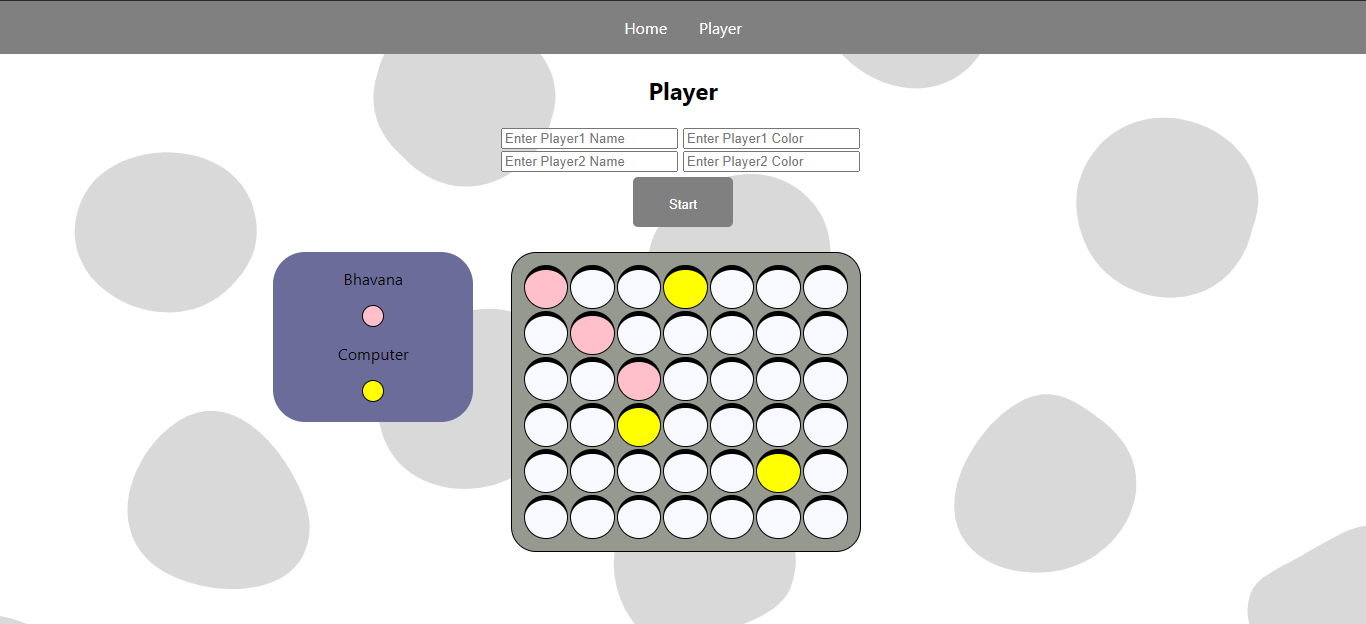 Home Player
Player
Enter Player1 Name Enter Player1 Color
Enter Player2 Name Enter Player2 Color
Start
Bhavana
Computer